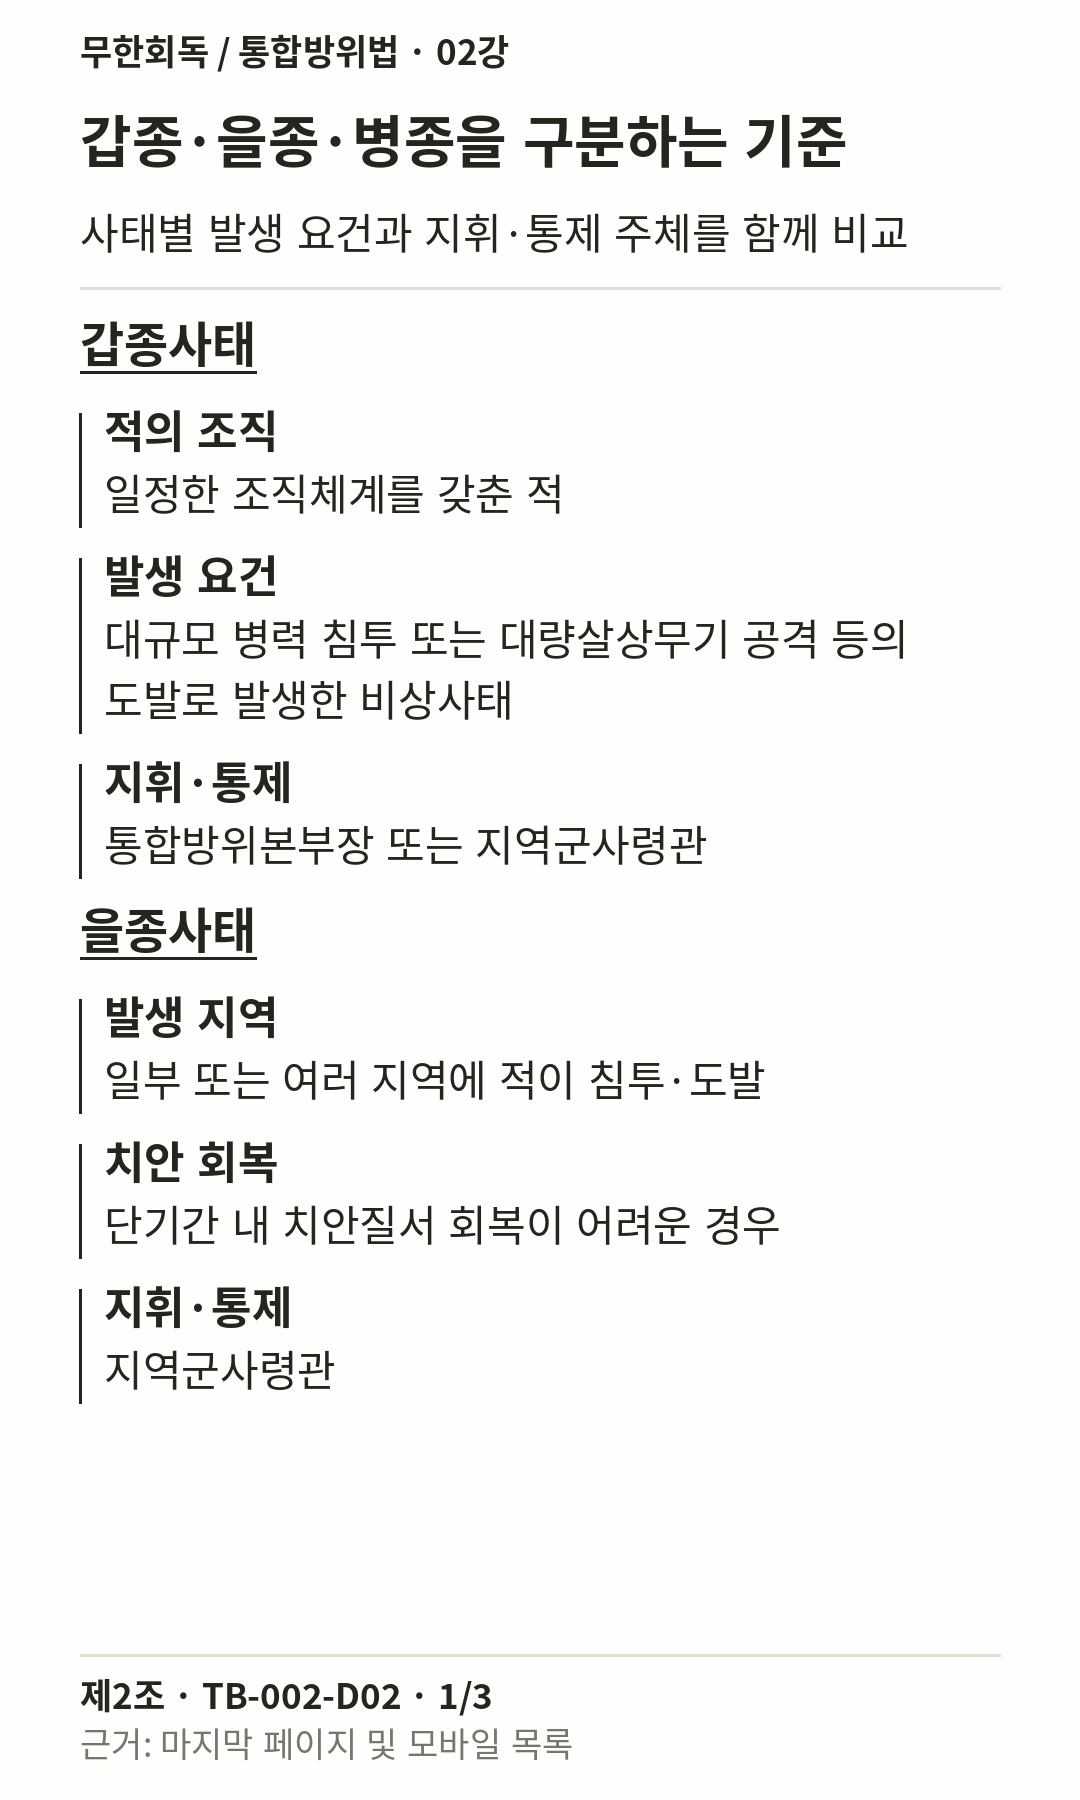 무한회독 / 통합방위법 · 02강
갑종·을종·병종을 구분하는 기준
사태별 발생 요건과 지휘·통제 주체를 함께 비교
갑종사태
적의 조직
일정한 조직체계를 갖춘 적
발생 요건
대규모 병력 침투 또는 대량살상무기 공격 등의
도발로 발생한 비상사태
지휘·통제
통합방위본부장 또는 지역군사령관
을종사태
발생 지역
일부 또는 여러 지역에 적이 침투·도발
치안 회복
단기간 내 치안질서 회복이 어려운 경우
지휘·통제
지역군사령관
제2조 · TB-002-D02 · 1/3
근거: 마지막 페이지 및 모바일 목록